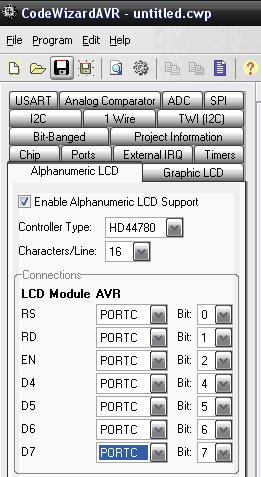 CodeWizardAVR - untitled.cwp
File Program Edit Help
USART Analog Comparator ADC SPI
I2C 1 Wire TWI (I2C)
Bit-Banged Project Information
Chip Ports External IRQ Timers
Alphanumeric LCD Graphic LCD
Enable Alphanumeric LCD Support
Controller Type: HD44780
Characters/Line: 16
Connections
LCD Module AVR
RS PORTC Bit: 0
RD PORTC Bit: 1
EN PORTC Bit: 2
D4 PORTC Bit: 4
D5 PORTC Bit: 5
D6 PORTC Bit: 6
D7 PORTC Bit: 7